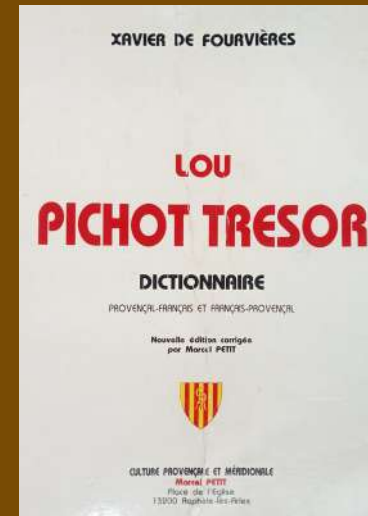 XAVIER DE FOURVIÈRES
LOU
PICHOT TRESOR
DICTIONNAIRE
PROVENÇAL-FRANÇAIS ET FRANÇAIS-PROVENÇAL
Nouvelle édition corrigée
par Marcel PETIT
CULTURE PROVENÇALE ET MÉRIDIONALE
Marcel PETIT
Place de l'Eglise
13200 Raphèle-lès-Arles